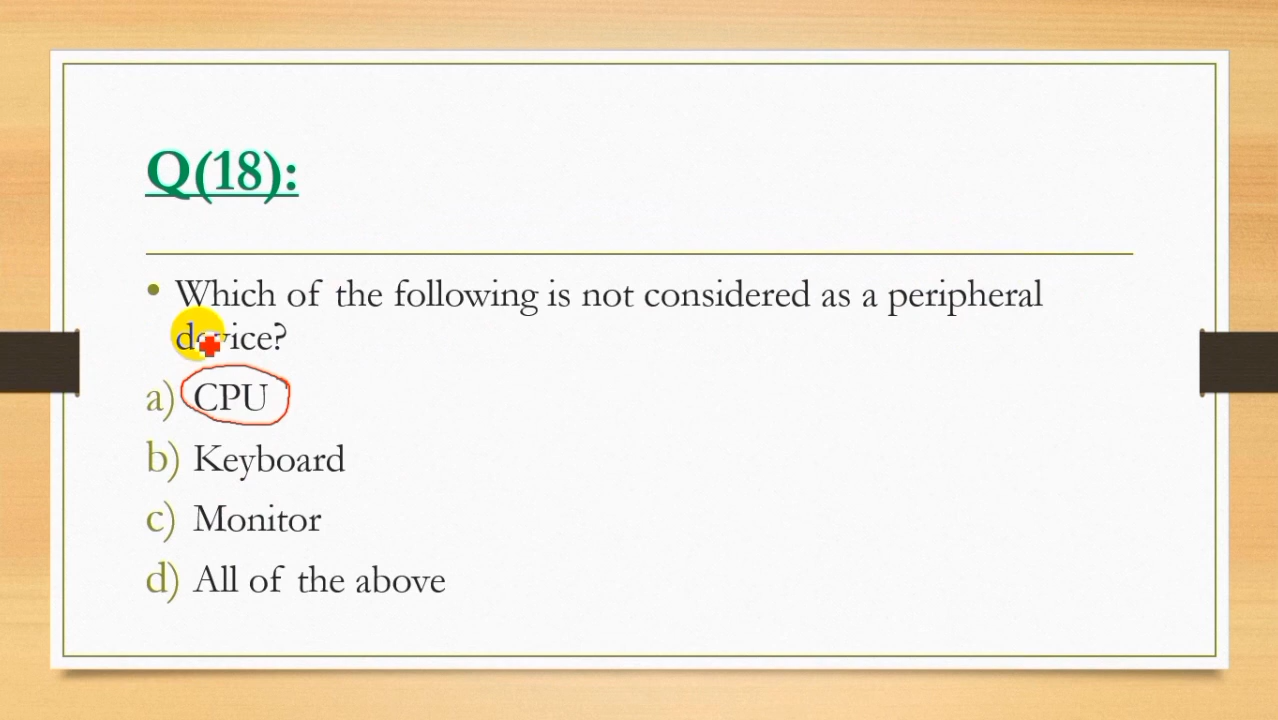 Q(18):
• Which of the following is not considered as a peripheral
device?
a) CPU
b) Keyboard
c) Monitor
d) All of the above